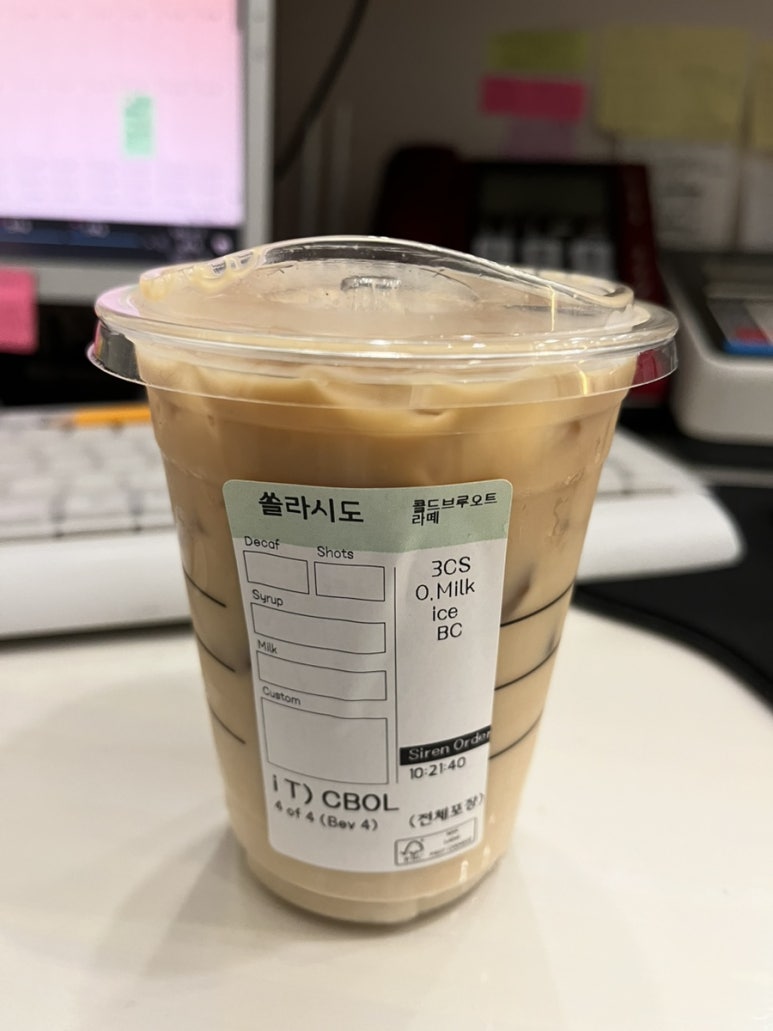 쏠라시도
콜드브루오트
라떼
Decaf Shots
Syrup
Milk
Custom
3CS
O.Milk
ice
BC
Siren Order
10:21:40
i T) CBOL
4 of 4 (Bev 4)
(전체포장)
FSC